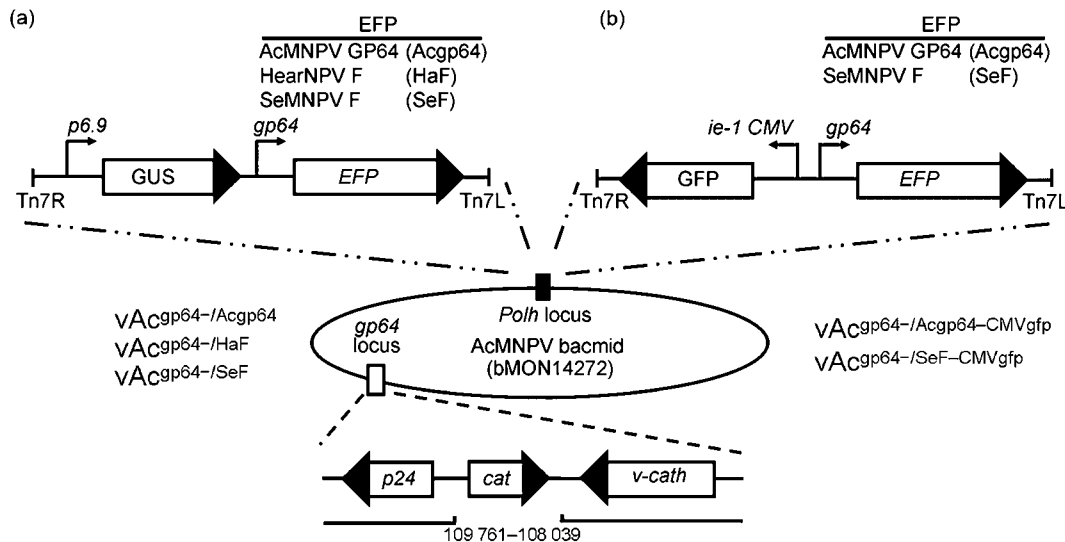 (a)
EFP
AcMNPV GP64 (Acgp64)
HearNPV F (HaF)
SeMNPV F (SeF)
p6.9
gp64
GUS
EFP
Tn7R
Tn7L
(b)
EFP
AcMNPV GP64 (Acgp64)
SeMNPV F (SeF)
ie-1 CMV
gp64
GFP
EFP
Tn7R
Tn7L
vAcgp64–/Acgp64
vAcgp64–/HaF
vAcgp64–/SeF
gp64
locus
Polh locus
AcMNPV bacmid
(bMON14272)
vAcgp64–/Acgp64–CMVgfp
vAcgp64–/SeF–CMVgfp
p24
cat
v-cath
109 761–108 039